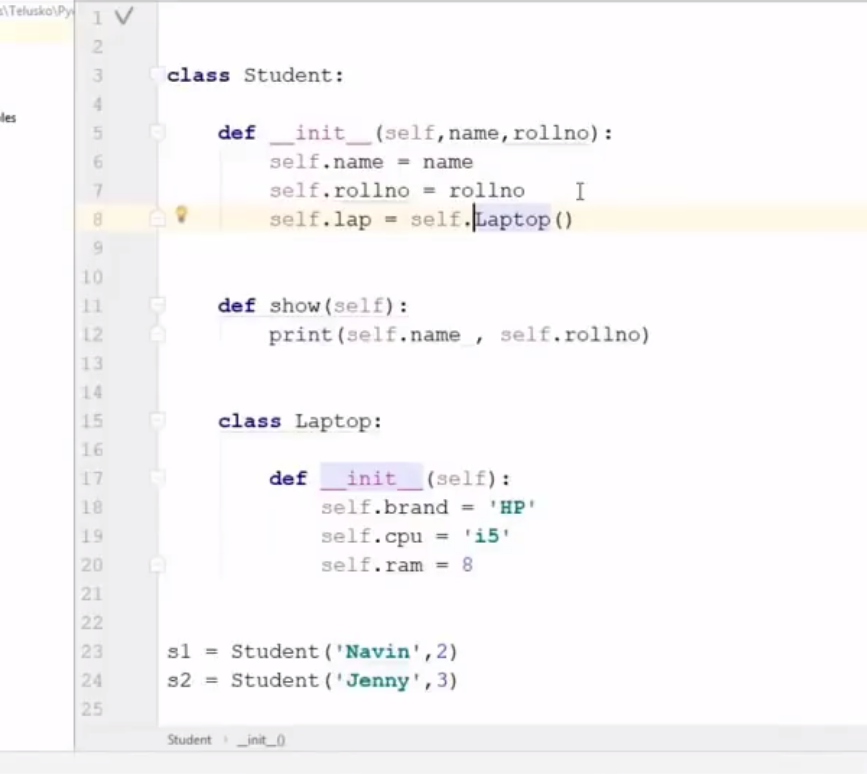 s\Telusko\Py
les
1
2
3 class Student:
4
5 def __init__(self,name,rollno):
6 self.name = name
7 self.rollno = rollno
8 self.lap = self.Laptop()
9
10
11 def show(self):
12 print(self.name , self.rollno)
13
14
15 class Laptop:
16
17 def __init__(self):
18 self.brand = 'HP'
19 self.cpu = 'i5'
20 self.ram = 8
21
22
23 s1 = Student('Navin',2)
24 s2 = Student('Jenny',3)
25
Student › __init__()